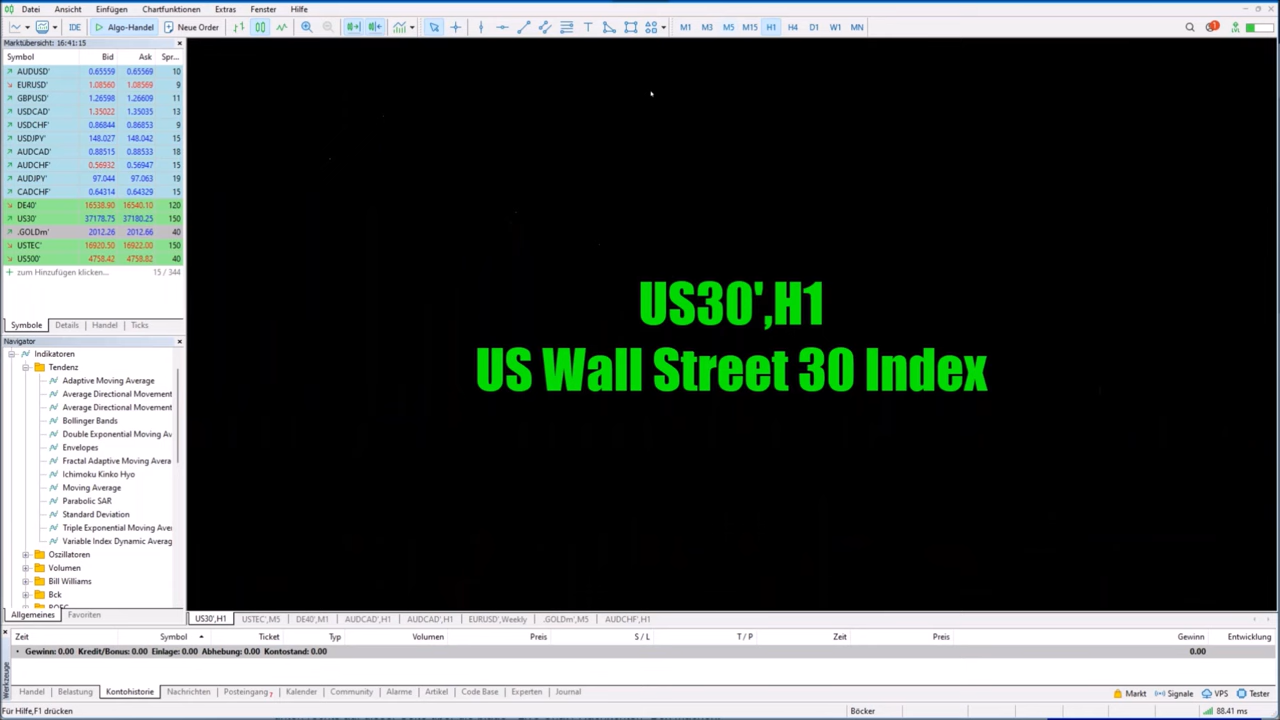 Datei Ansicht Einfügen Chartfunktionen Extras Fenster Hilfe
IDE Algo-Handel Neue Order M1 M3 M5 M15 H1 H4 D1 W1 MN
Marktübersicht: 16:41:15
Symbol Bid Ask Spr...
AUDUSD' 0.65559 0.65569 10
EURUSD' 1.08560 1.08569 9
GBPUSD' 1.26598 1.26609 11
USDCAD' 1.35022 1.35035 13
USDCHF' 0.86844 0.86853 9
USDJPY' 148.027 148.042 15
AUDCAD' 0.88515 0.88533 18
AUDCHF' 0.56932 0.56947 15
AUDJPY' 97.044 97.063 19
CADCHF' 0.64314 0.64329 15
DE40' 16538.90 16540.10 120
US30' 37178.75 37180.25 150
.GOLDm' 2012.26 2012.66 40
USTEC' 16920.50 16922.00 150
US500' 4758.42 4758.82 40
+ zum Hinzufügen klicken... 15 / 344
Symbole Details Handel Ticks
Navigator
Indikatoren
Tendenz
Adaptive Moving Average
Average Directional Movement
Average Directional Movement
Bollinger Bands
Double Exponential Moving Av
Envelopes
Fractal Adaptive Moving Avera
Ichimoku Kinko Hyo
Moving Average
Parabolic SAR
Standard Deviation
Triple Exponential Moving Ave
Variable Index Dynamic Averag
Oszillatoren
Volumen
Bill Williams
Bck
Allgemeines Favoriten
US30',H1
US Wall Street 30 Index
US30',H1 USTEC',M5 DE40',M1 AUDCAD',H1 AUDCAD',H1 EURUSD',Weekly .GOLDm',M5 AUDCHF',H1
Zeit Symbol Ticket Typ Volumen Preis S / L T / P Zeit Preis Gewinn Entwicklung
• Gewinn: 0.00 Kredit/Bonus: 0.00 Einlage: 0.00 Abhebung: 0.00 Kontostand: 0.00 0.00
Werkzeuge
Handel Belastung Kontohistorie Nachrichten Posteingang7 Kalender Community Alarme Artikel Code Base Experten Journal
Markt Signale VPS Tester
Für Hilfe,F1 drücken Böcker 88.41 ms